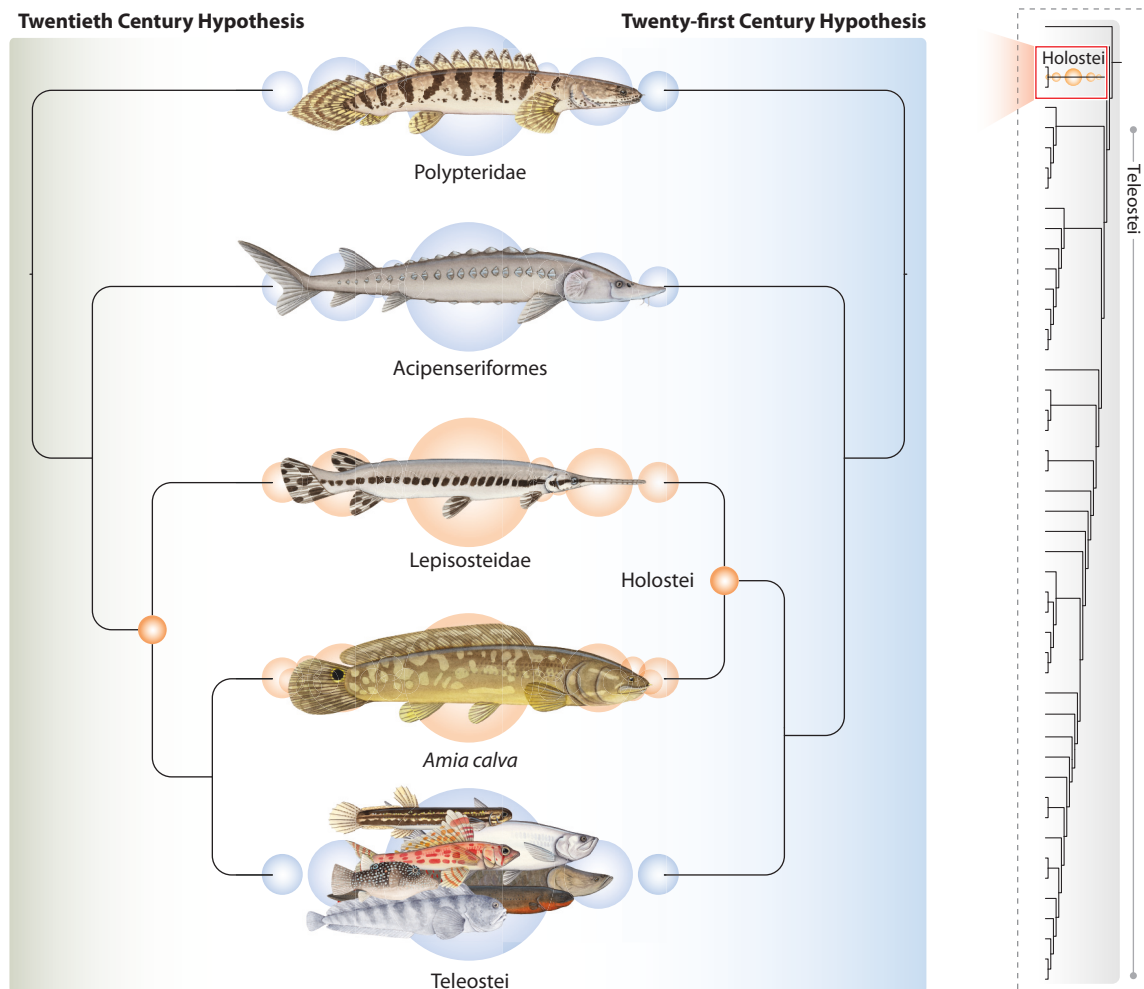 Twentieth Century Hypothesis
Twenty-first Century Hypothesis
Polypteridae
Acipenseriformes
Lepisosteidae
Holostei
Amia calva
Teleostei
Holostei
Teleostei